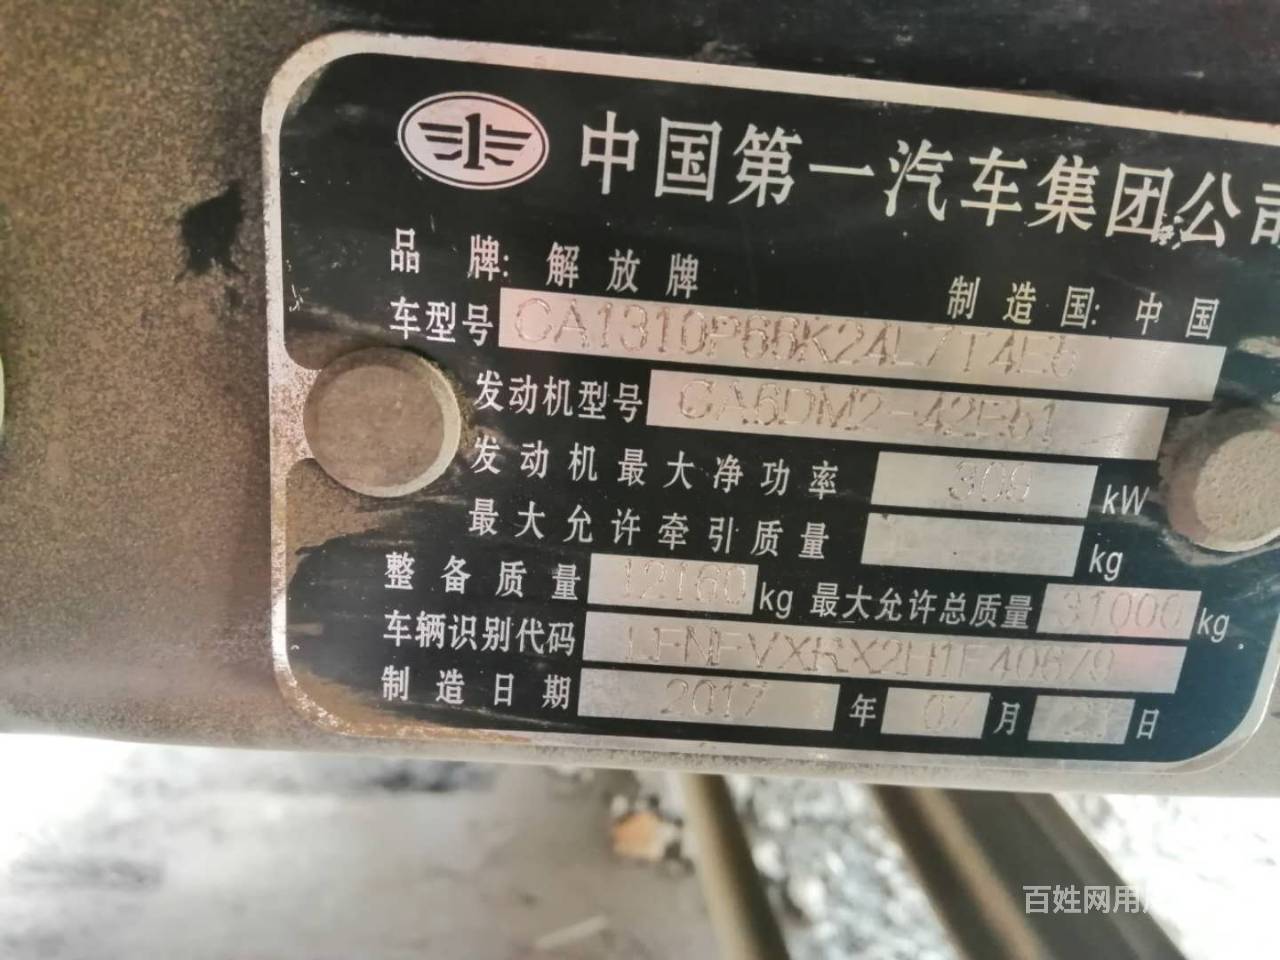 中国第一汽车集团公司
品牌: 解放牌 制造国: 中国
车型号 CA1310P66K24L7T4E5
发动机型号 CA6DM2-42E51
发动机最大净功率 309 kW
最大允许牵引质量 kg
整备质量 12160 kg 最大允许总质量 31000 kg
车辆识别代码 LFNFVXRX2H1F40679
制造日期 2017 年 07 月 21 日
百姓网用